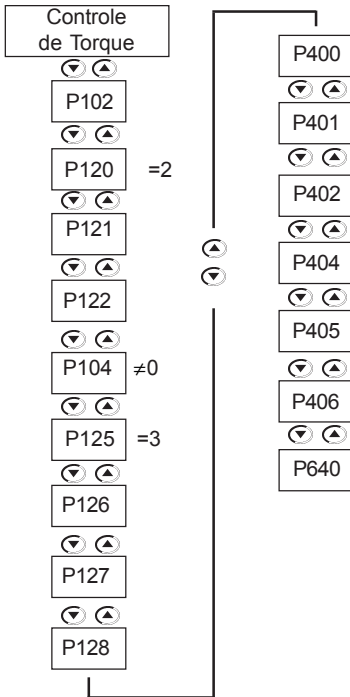 Controle
de Torque
P102
P120 =2
P121
P122
P104 ≠0
P125 =3
P126
P127
P128
P400
P401
P402
P404
P405
P406
P640